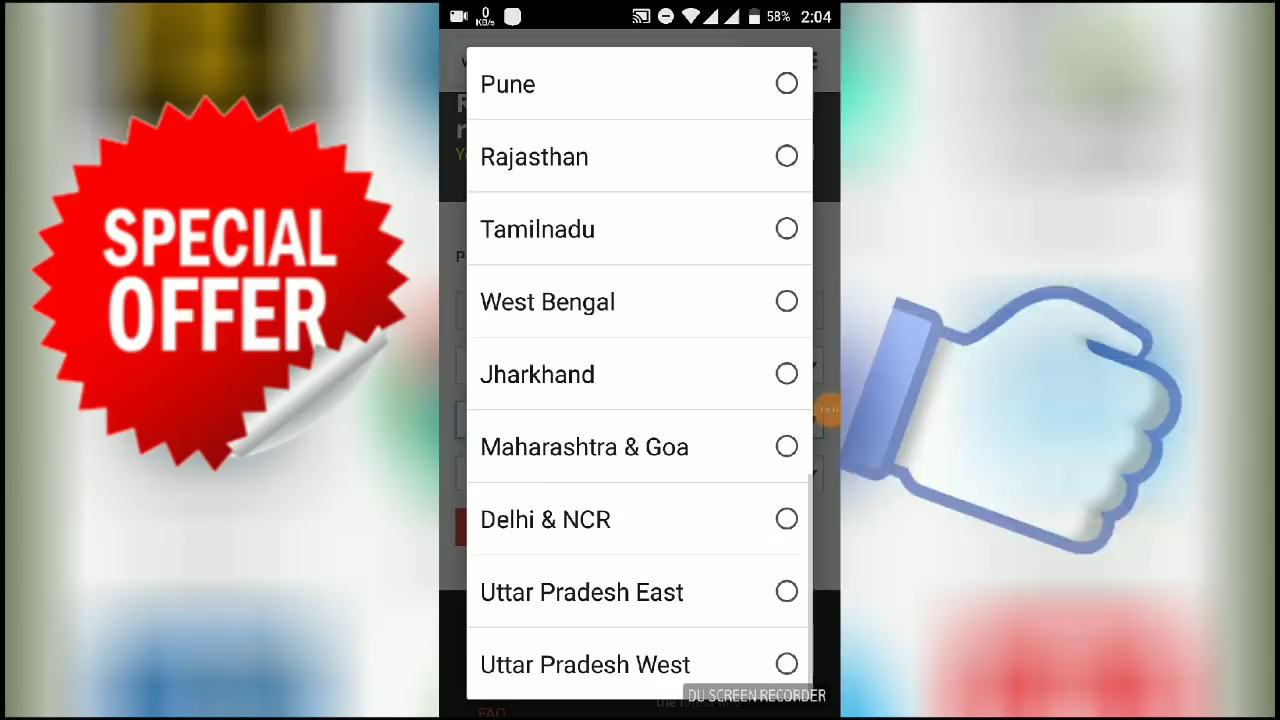 0
KB/s
58% 2:04
Pune
Rajasthan
Tamilnadu
West Bengal
Jharkhand
Maharashtra & Goa
Delhi & NCR
Uttar Pradesh East
Uttar Pradesh West
DU SCREEN RECORDER
FAQ
SPECIAL
OFFER